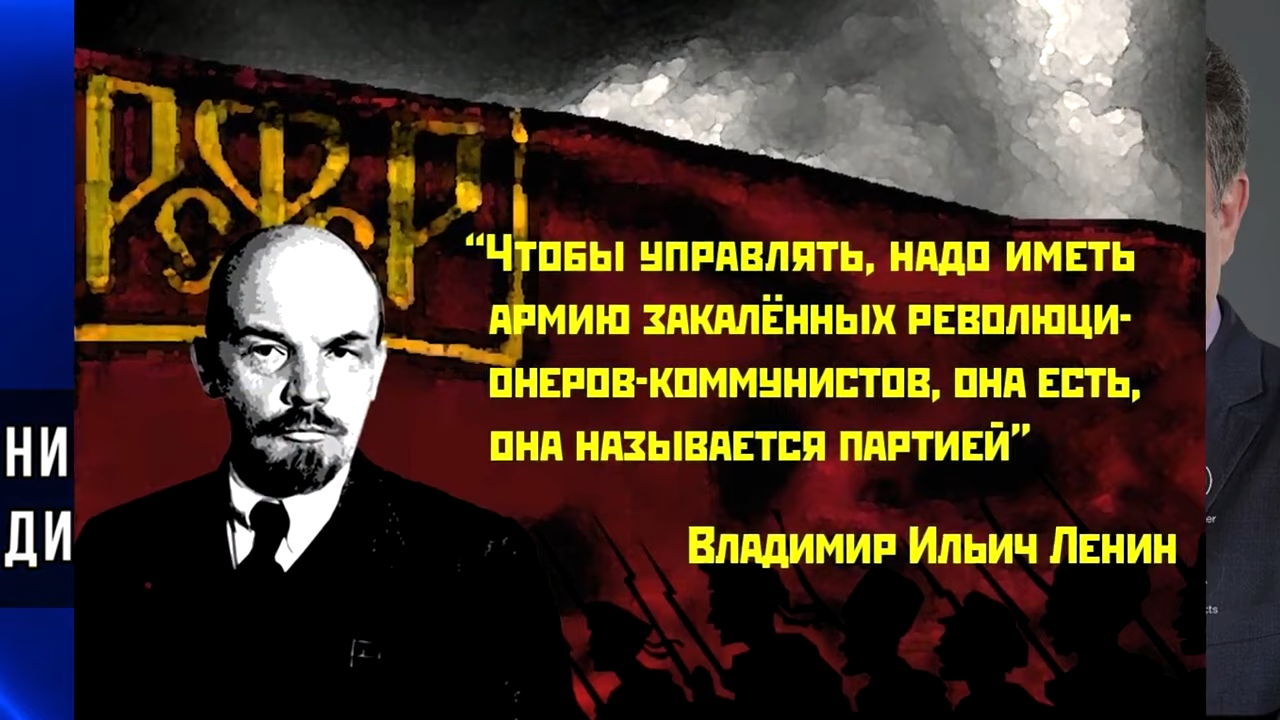 НИ
ДИ
“Чтобы управлять, надо иметь
армию закалённых революци-
онеров-коммунистов, она есть,
она называется партией”
Владимир Ильич Ленин